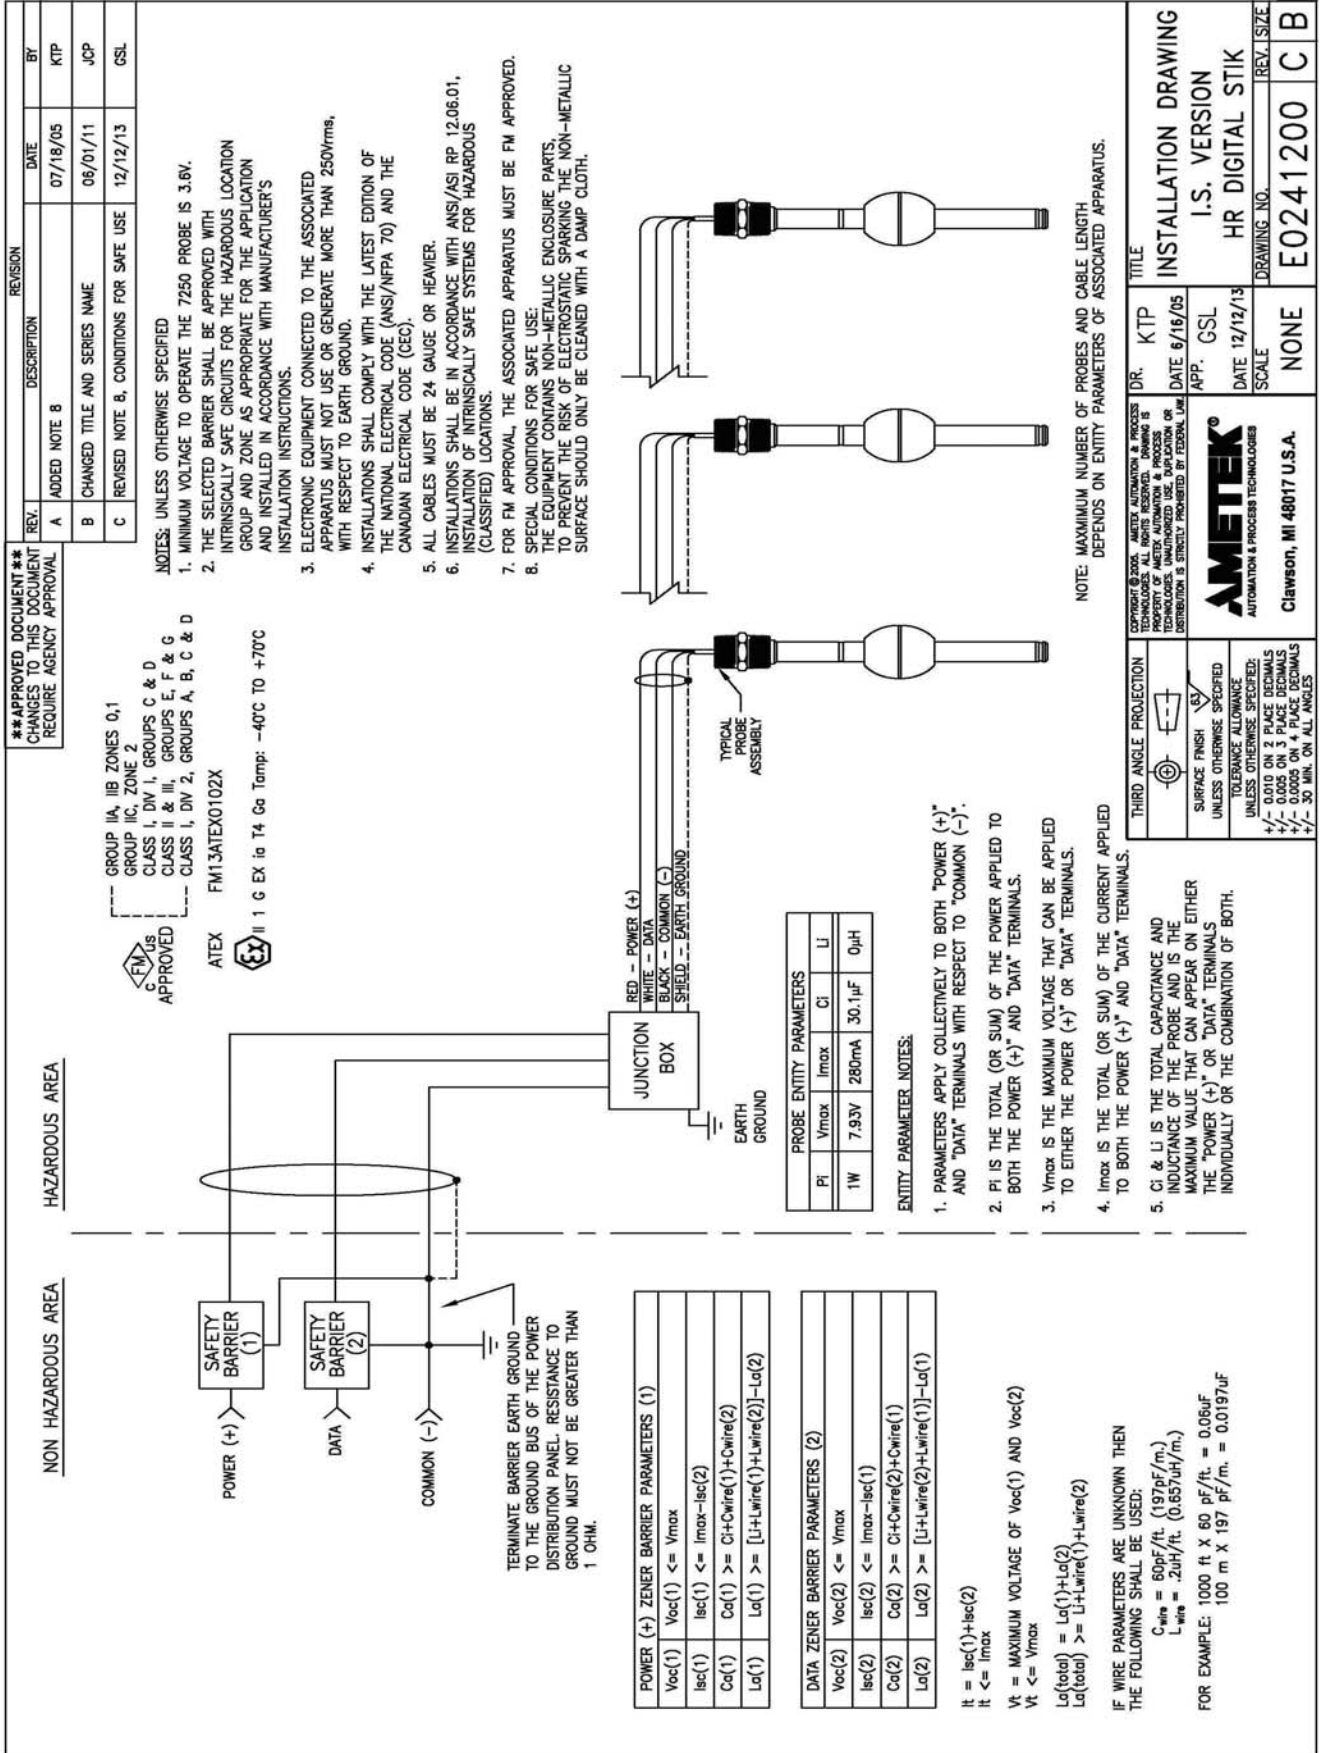 **APPROVED DOCUMENT**
CHANGES TO THIS DOCUMENT
REQUIRE AGENCY APPROVAL
REVISION
REV. DESCRIPTION DATE BY
A ADDED NOTE 8 07/18/05 KTP
B CHANGED TITLE AND SERIES NAME 06/01/11 JCP
C REVISED NOTE 8, CONDITIONS FOR SAFE USE 12/12/13 GSL
NON HAZARDOUS AREA
HAZARDOUS AREA
FM
C US
APPROVED
GROUP IIA, IIB ZONES 0,1
GROUP IIC, ZONE 2
CLASS I, DIV I, GROUPS C & D
CLASS II & III, GROUPS E, F & G
CLASS I, DIV 2, GROUPS A, B, C & D
ATEX FM13ATEX0102X
Ex II 1 G EX ia T4 Ga Tamp: -40°C TO +70°C
NOTES: UNLESS OTHERWISE SPECIFIED
1. MINIMUM VOLTAGE TO OPERATE THE 7250 PROBE IS 3.6V.
2. THE SELECTED BARRIER SHALL BE APPROVED WITH
INTRINSICALLY SAFE CIRCUITS FOR THE HAZARDOUS LOCATION
GROUP AND ZONE AS APPROPRIATE FOR THE APPLICATION
AND INSTALLED IN ACCORDANCE WITH MANUFACTURER'S
INSTALLATION INSTRUCTIONS.
3. ELECTRONIC EQUIPMENT CONNECTED TO THE ASSOCIATED
APPARATUS MUST NOT USE OR GENERATE MORE THAN 250Vrms,
WITH RESPECT TO EARTH GROUND.
4. INSTALLATIONS SHALL COMPLY WITH THE LATEST EDITION OF
THE NATIONAL ELECTRICAL CODE (ANSI/NFPA 70) AND THE
CANADIAN ELECTRICAL CODE (CEC).
5. ALL CABLES MUST BE 24 GAUGE OR HEAVIER.
6. INSTALLATIONS SHALL BE IN ACCORDANCE WITH ANSI/ASI RP 12.06.01,
INSTALLATION OF INTRINSICALLY SAFE SYSTEMS FOR HAZARDOUS
(CLASSIFIED) LOCATIONS.
7. FOR FM APPROVAL, THE ASSOCIATED APPARATUS MUST BE FM APPROVED.
8. SPECIAL CONDITIONS FOR SAFE USE:
THE EQUIPMENT CONTAINS NON-METALLIC ENCLOSURE PARTS,
TO PREVENT THE RISK OF ELECTROSTATIC SPARKING THE NON-METALLIC
SURFACE SHOULD ONLY BE CLEANED WITH A DAMP CLOTH.
POWER (+)
SAFETY
BARRIER
(1)
DATA
SAFETY
BARRIER
(2)
COMMON (-)
TERMINATE BARRIER EARTH GROUND
TO THE GROUND BUS OF THE POWER
DISTRIBUTION PANEL. RESISTANCE TO
GROUND MUST NOT BE GREATER THAN
1 OHM.
JUNCTION
BOX
EARTH
GROUND
RED - POWER (+)
WHITE - DATA
BLACK - COMMON (-)
SHIELD - EARTH GROUND
TYPICAL
PROBE
ASSEMBLY
POWER (+) ZENER BARRIER PARAMETERS (1)
Voc(1) Voc(1) <= Vmax
Isc(1) Isc(1) <= Imax-Isc(2)
Ca(1) Ca(1) >= Ci+Cwire(1)+Cwire(2)
La(1) La(1) >= [Li+Lwire(1)+Lwire(2)]-La(2)
DATA ZENER BARRIER PARAMETERS (2)
Voc(2) Voc(2) <= Vmax
Isc(2) Isc(2) <= Imax-Isc(1)
Ca(2) Ca(2) >= Ci+Cwire(2)+Cwire(1)
La(2) La(2) >= [Li+Lwire(2)+Lwire(1)]-La(1)
It = Isc(1)+Isc(2)
It <= Imax
Vt = MAXIMUM VOLTAGE OF Voc(1) AND Voc(2)
Vt <= Vmax
La(total) = La(1)+La(2)
La(total) >= Li+Lwire(1)+Lwire(2)
IF WIRE PARAMETERS ARE UNKNOWN THEN
THE FOLLOWING SHALL BE USED:
Cwire = 60pF/ft. (197pF/m.)
Lwire = .2uH/ft. (0.657uH/m.)
FOR EXAMPLE: 1000 ft X 60 pF/ft. = 0.06uF
100 m X 197 pF/m. = 0.0197uF
PROBE ENTITY PARAMETERS
Pi Vmax Imax Ci Li
1W 7.93V 280mA 30.1µF 0µH
ENTITY PARAMETER NOTES:
1. PARAMETERS APPLY COLLECTIVELY TO BOTH "POWER (+)"
AND "DATA" TERMINALS WITH RESPECT TO "COMMON (-)".
2. Pi IS THE TOTAL (OR SUM) OF THE POWER APPLIED TO
BOTH THE POWER (+)" AND "DATA" TERMINALS.
3. Vmax IS THE MAXIMUM VOLTAGE THAT CAN BE APPLIED
TO EITHER THE POWER (+)" OR "DATA" TERMINALS.
4. Imax IS THE TOTAL (OR SUM) OF THE CURRENT APPLIED
TO BOTH THE POWER (+)" AND "DATA" TERMINALS.
5. Ci & Li IS THE TOTAL CAPACITANCE AND
INDUCTANCE OF THE PROBE AND IS THE
MAXIMUM VALUE THAT CAN APPEAR ON EITHER
THE "POWER (+)" OR "DATA" TERMINALS
INDIVIDUALLY OR THE COMBINATION OF BOTH.
NOTE: MAXMIMUM NUMBER OF PROBES AND CABLE LENGTH
DEPENDS ON ENTITY PARAMETERS OF ASSOCIATED APPARATUS.
THIRD ANGLE PROJECTION
SURFACE FINISH 63
UNLESS OTHERWISE SPECIFIED
TOLERANCE ALLOWANCE
UNLESS OTHERWISE SPECIFIED:
+/- 0.010 ON 2 PLACE DECIMALS
+/- 0.005 ON 3 PLACE DECIMALS
+/- 0.0005 ON 4 PLACE DECIMALS
+/- 30 MIN. ON ALL ANGLES
COPYRIGHT © 2005. AMETEK AUTOMATION & PROCESS
TECHNOLOGIES. ALL RIGHTS RESERVED. DRAWING IS
PROPERTY OF AMETEK AUTOMATION & PROCESS
TECHNOLOGIES. UNAUTHORIZED USE, DUPLICATION OR
DISTRIBUTION IS STRICTLY PROHIBITED BY FEDERAL LAW.
AMETEK®
AUTOMATION & PROCESS TECHNOLOGIES
Clawson, MI 48017 U.S.A.
DR. KTP
DATE 6/16/05
APP. GSL
DATE 12/12/13
SCALE
NONE
TITLE
INSTALLATION DRAWING
I.S. VERSION
HR DIGITAL STIK
DRAWING NO. REV. SIZE
E0241200 C B